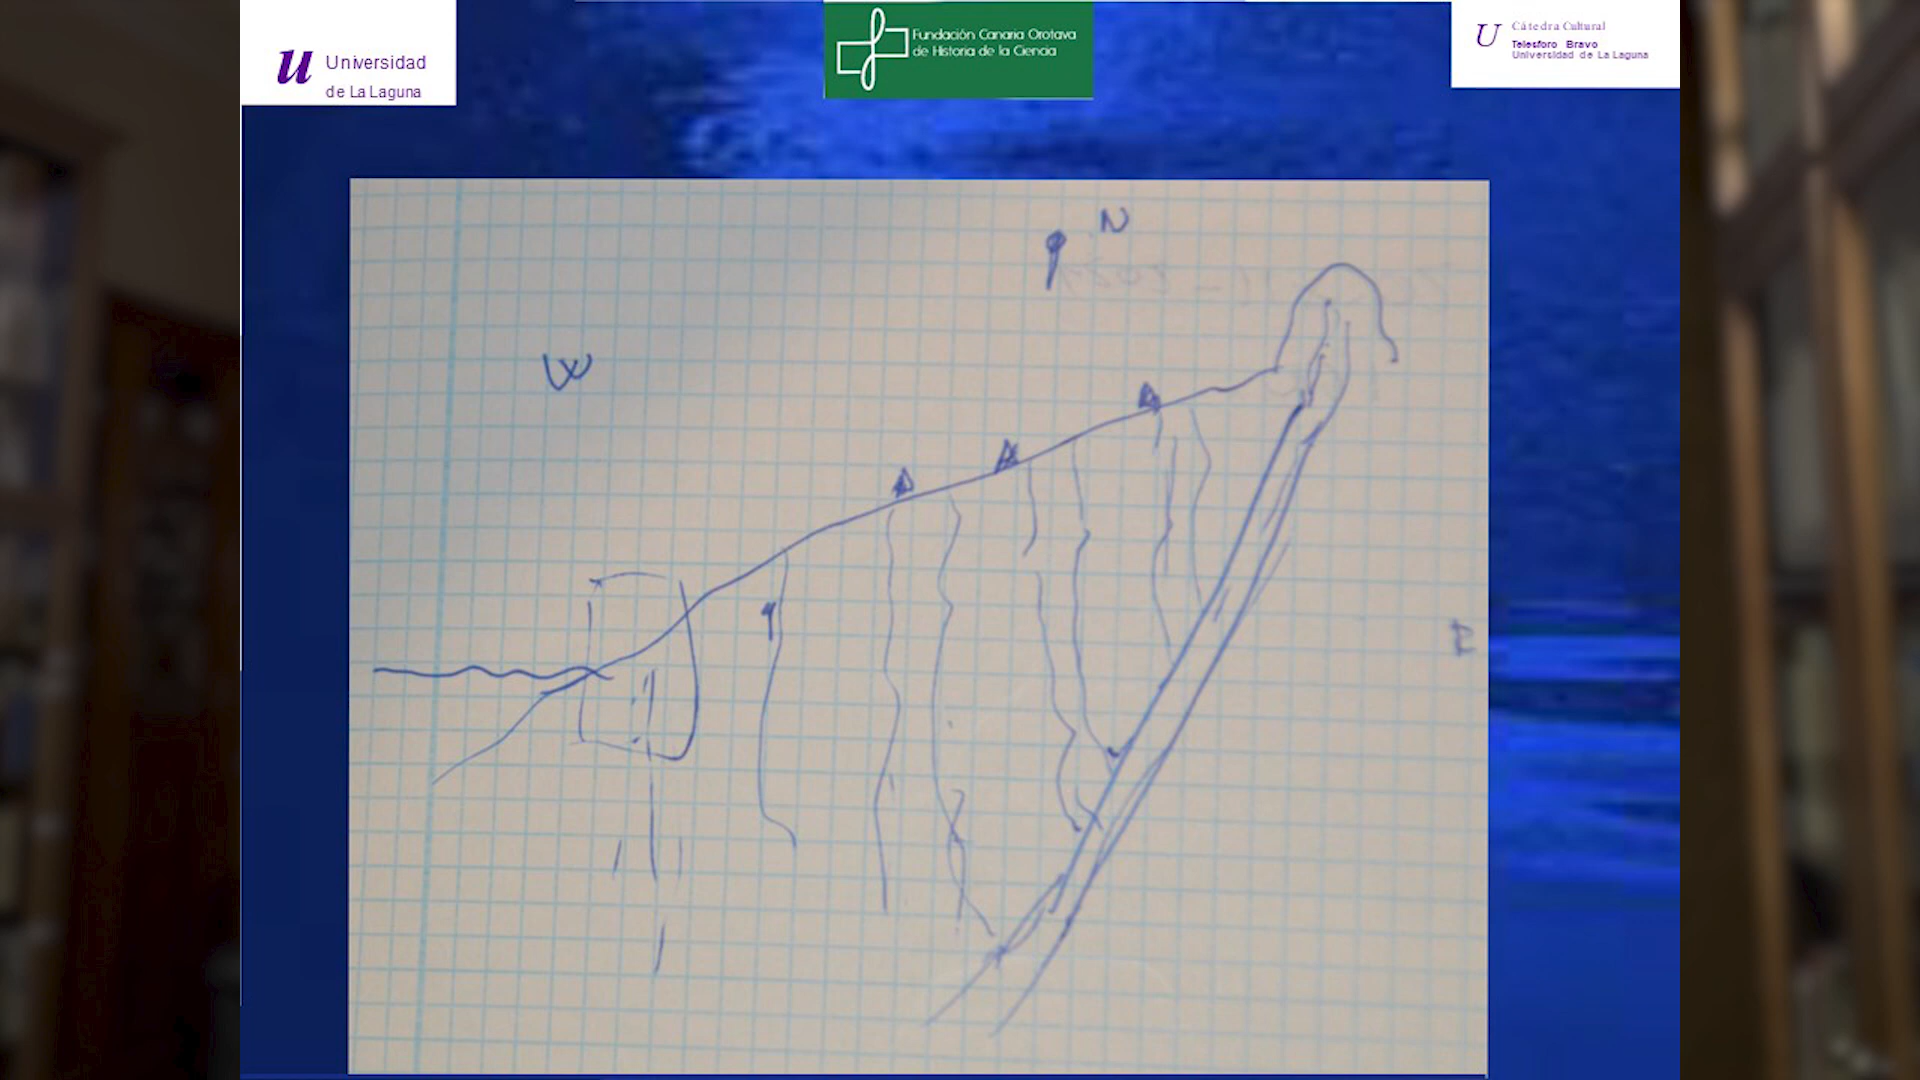 Universidad
de La Laguna
Fundación Canaria Orotava
de Historia de la Ciencia
U Cátedra Cultural
Telesforo Bravo
Universidad de La Laguna
N
W
E